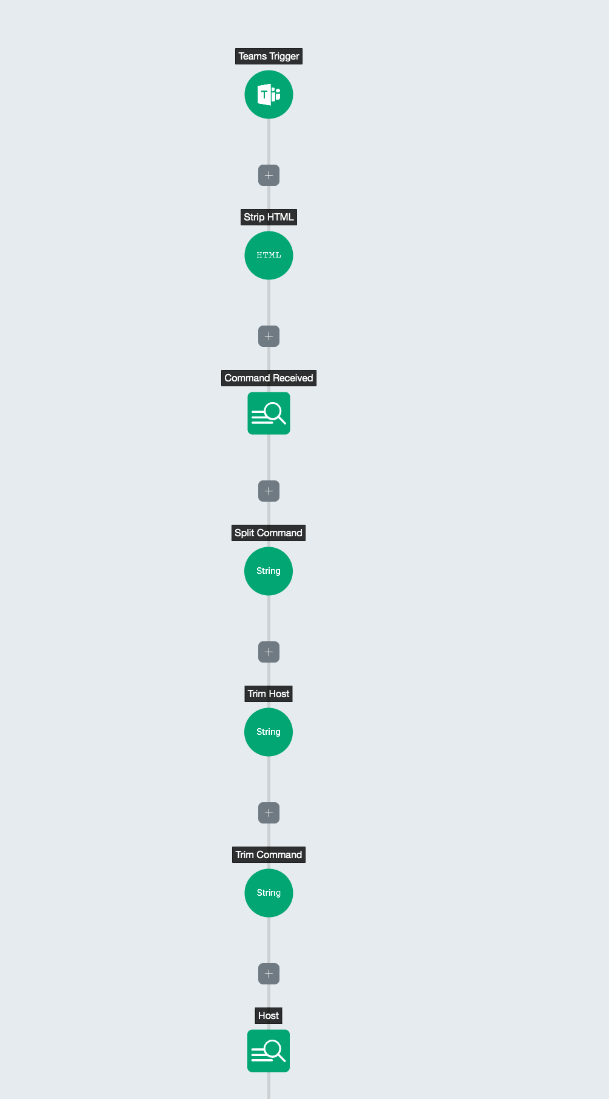 Teams Trigger
T
Strip HTML
HTML
Command Received
Split Command
String
Trim Host
String
Trim Command
String
Host